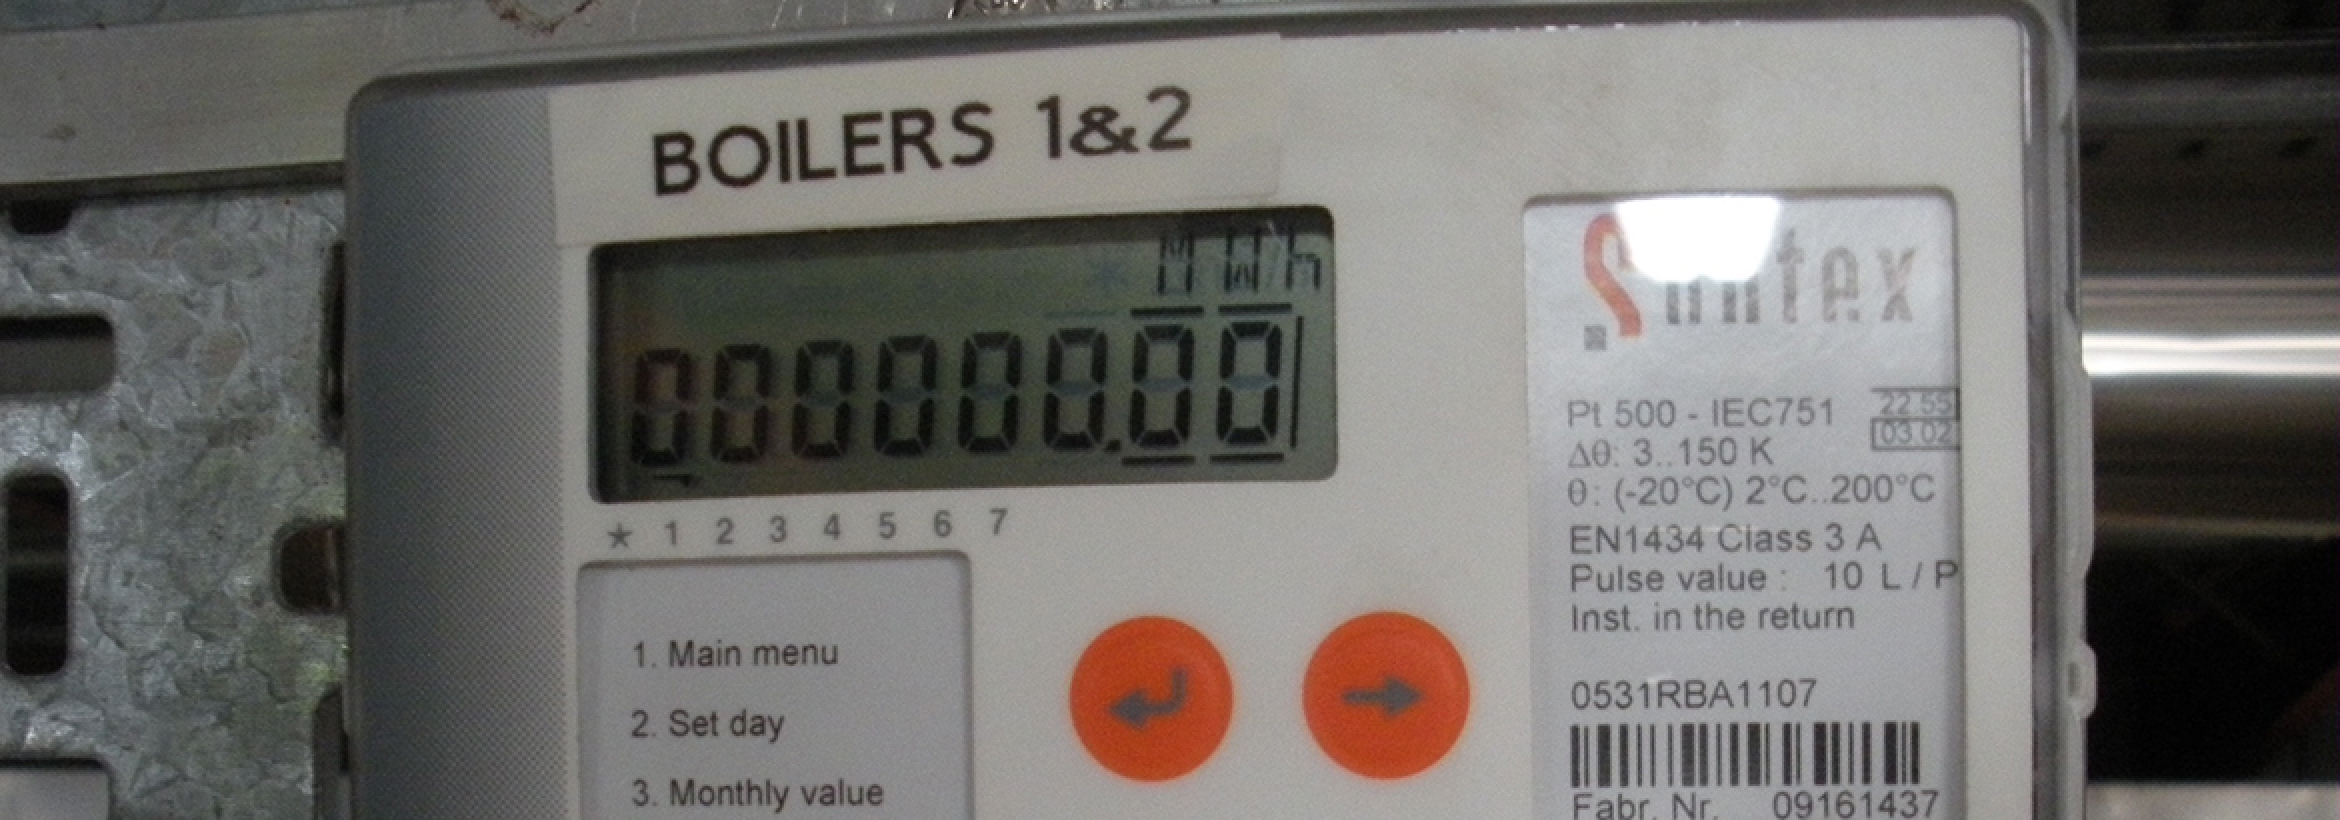 BOILERS 1&2
MWh
000000.00
* 1 2 3 4 5 6 7
1. Main menu
2. Set day
3. Monthly value
Pt 500 - IEC751
22 55
03 02
Δθ: 3..150 K
θ: (-20°C) 2°C..200°C
EN1434 Class 3 A
Pulse value : 10 L / P
Inst. in the return
0531RBA1107
Fabr. Nr. 09161437